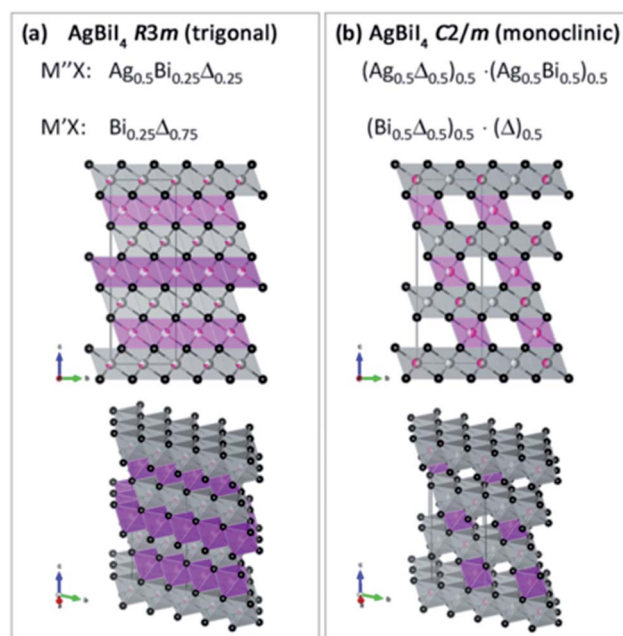 (a) AgBiI₄ R3m (trigonal)
M''X: Ag₀.₅Bi₀.₂₅Δ₀.₂₅
M'X: Bi₀.₂₅Δ₀.₇₅
c
b
c
a
b
(b) AgBiI₄ C2/m (monoclinic)
(Ag₀.₅Δ₀.₅)₀.₅ ·(Ag₀.₅Bi₀.₅)₀.₅
(Bi₀.₅Δ₀.₅)₀.₅ · (Δ)₀.₅
c
b
c
a
b